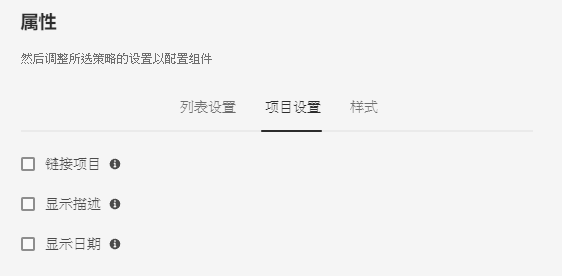 属性
然后调整所选策略的设置以配置组件
列表设置 项目设置 样式
链接项目
显示描述
显示日期